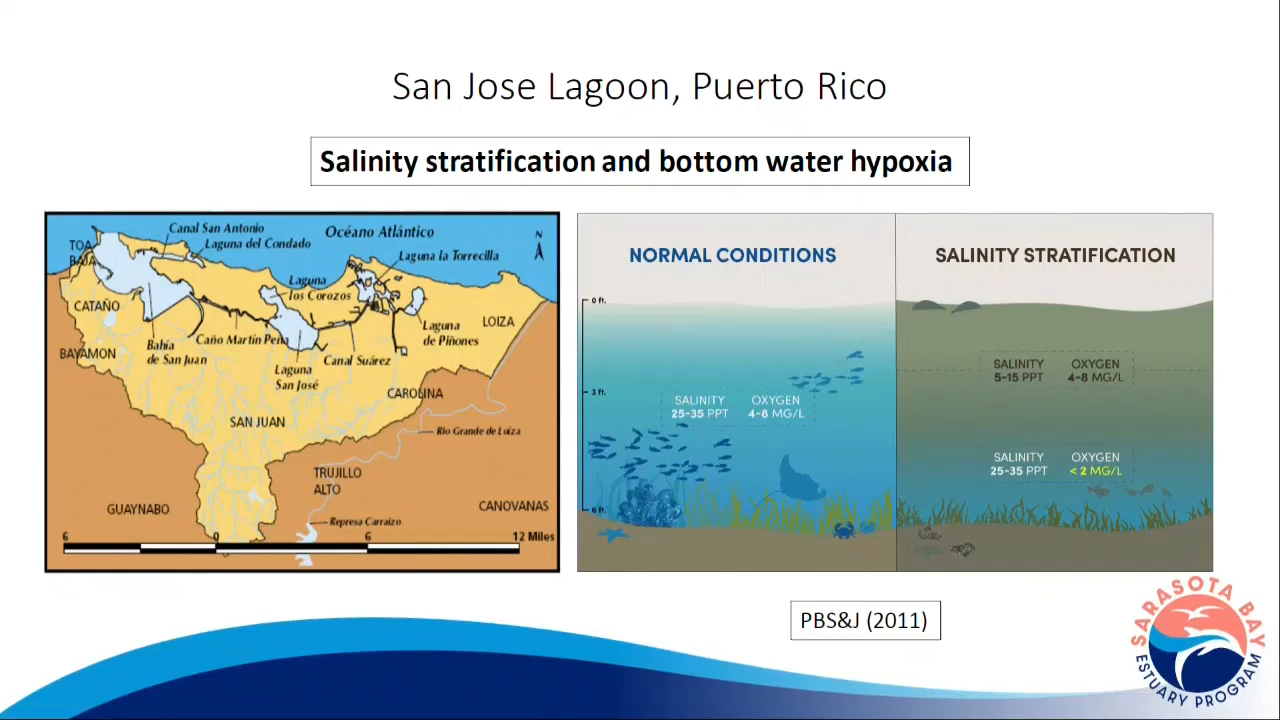 San Jose Lagoon, Puerto Rico
Salinity stratification and bottom water hypoxia
Canal San Antonio
Laguna del Condado
Océano Atlántico
N
TOA
BAJA
Laguna la Torrecilla
Laguna
los Corozos
CATAÑO
LOIZA
Laguna
de Piñones
Caño Martín Peña
Bahía
de San Juan
BAYAMON
Canal Suárez
Laguna
San José
CAROLINA
SAN JUAN
Rio Grande de Loiza
TRUJILLO
ALTO
GUAYNABO
CANOVANAS
Represa Carraizo
6 0 6 12 Miles
NORMAL CONDITIONS
0 ft.
3 ft.
6 ft.
SALINITY OXYGEN
25-35 PPT 4-8 MG/L
SALINITY STRATIFICATION
SALINITY OXYGEN
5-15 PPT 4-8 MG/L
SALINITY OXYGEN
25-35 PPT < 2 MG/L
PBS&J (2011)
SARASOTA BAY
ESTUARY PROGRAM